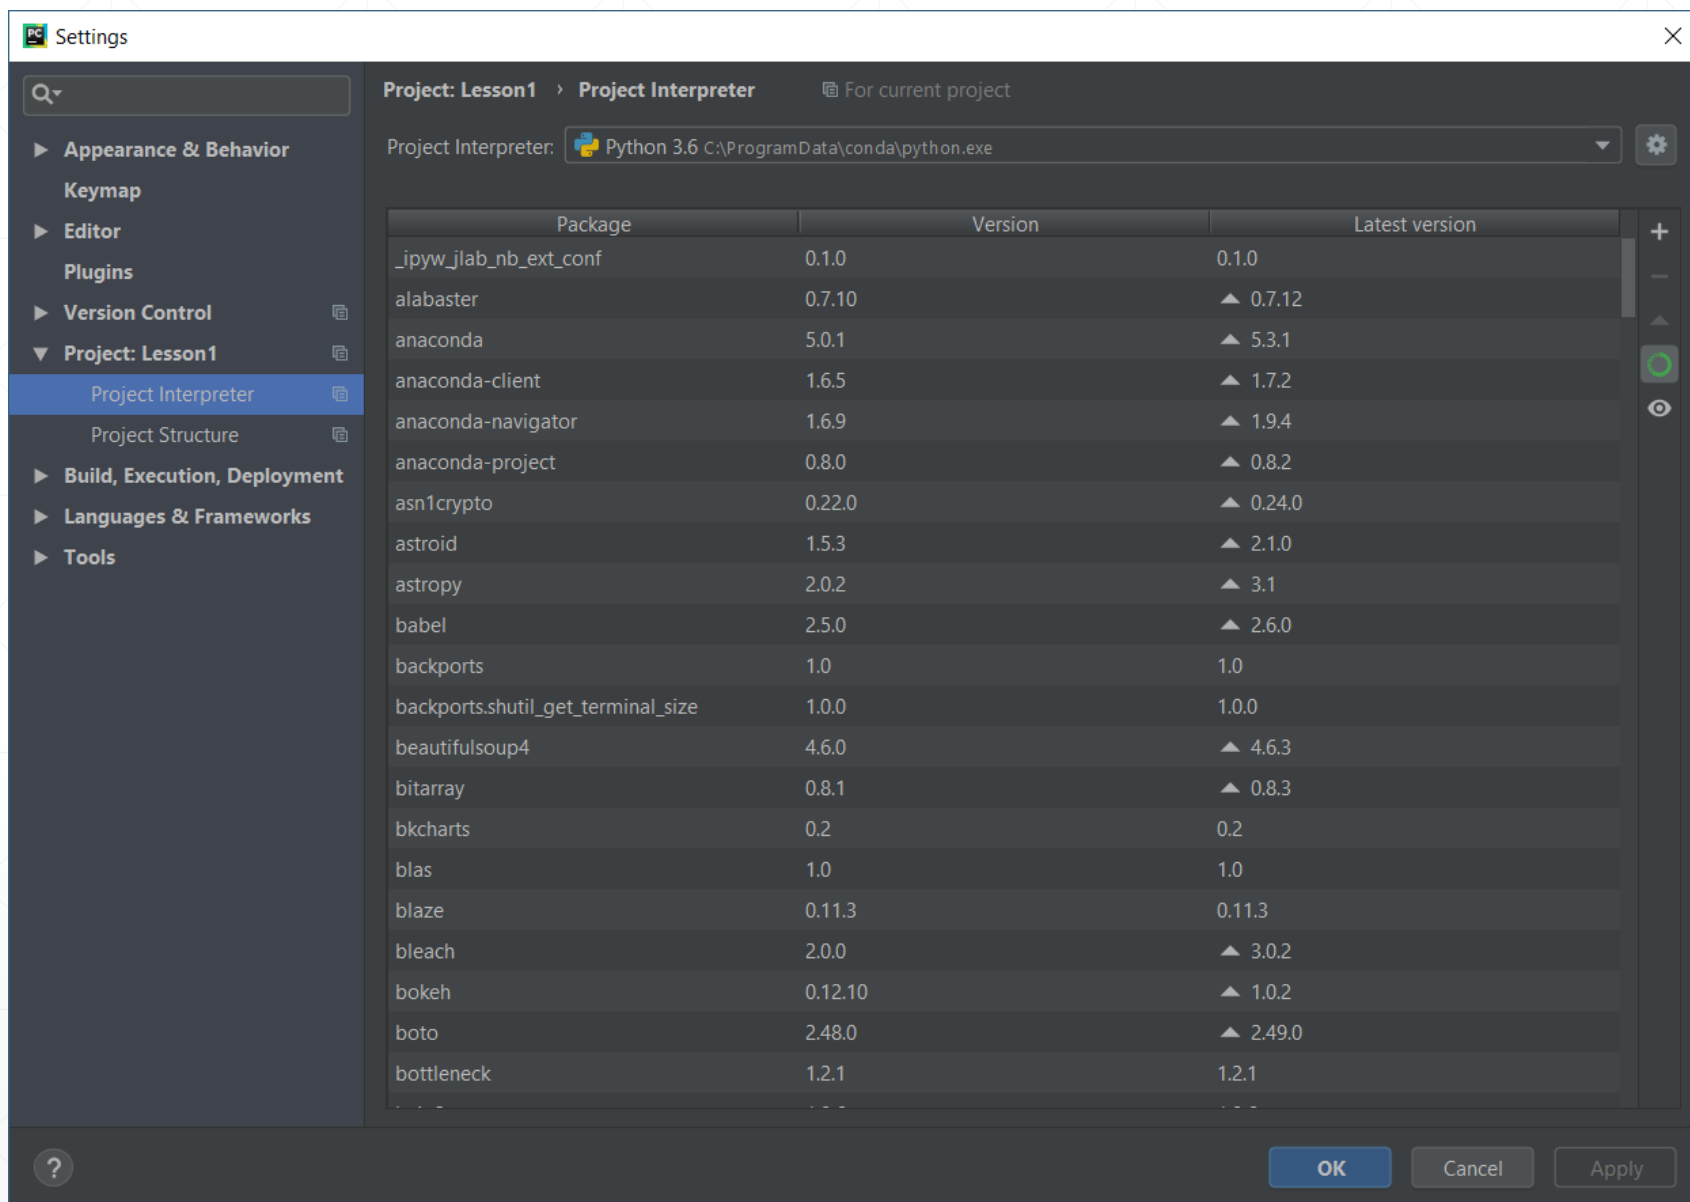 PC Settings
Project: Lesson1 › Project Interpreter For current project
Project Interpreter: Python 3.6 C:\ProgramData\conda\python.exe
Appearance & Behavior
Keymap
Editor
Plugins
Version Control
Project: Lesson1
Project Interpreter
Project Structure
Build, Execution, Deployment
Languages & Frameworks
Tools
Package Version Latest version
_ipyw_jlab_nb_ext_conf 0.1.0 0.1.0
alabaster 0.7.10 0.7.12
anaconda 5.0.1 5.3.1
anaconda-client 1.6.5 1.7.2
anaconda-navigator 1.6.9 1.9.4
anaconda-project 0.8.0 0.8.2
asn1crypto 0.22.0 0.24.0
astroid 1.5.3 2.1.0
astropy 2.0.2 3.1
babel 2.5.0 2.6.0
backports 1.0 1.0
backports.shutil_get_terminal_size 1.0.0 1.0.0
beautifulsoup4 4.6.0 4.6.3
bitarray 0.8.1 0.8.3
bkcharts 0.2 0.2
blas 1.0 1.0
blaze 0.11.3 0.11.3
bleach 2.0.0 3.0.2
bokeh 0.12.10 1.0.2
boto 2.48.0 2.49.0
bottleneck 1.2.1 1.2.1
? OK Cancel Apply